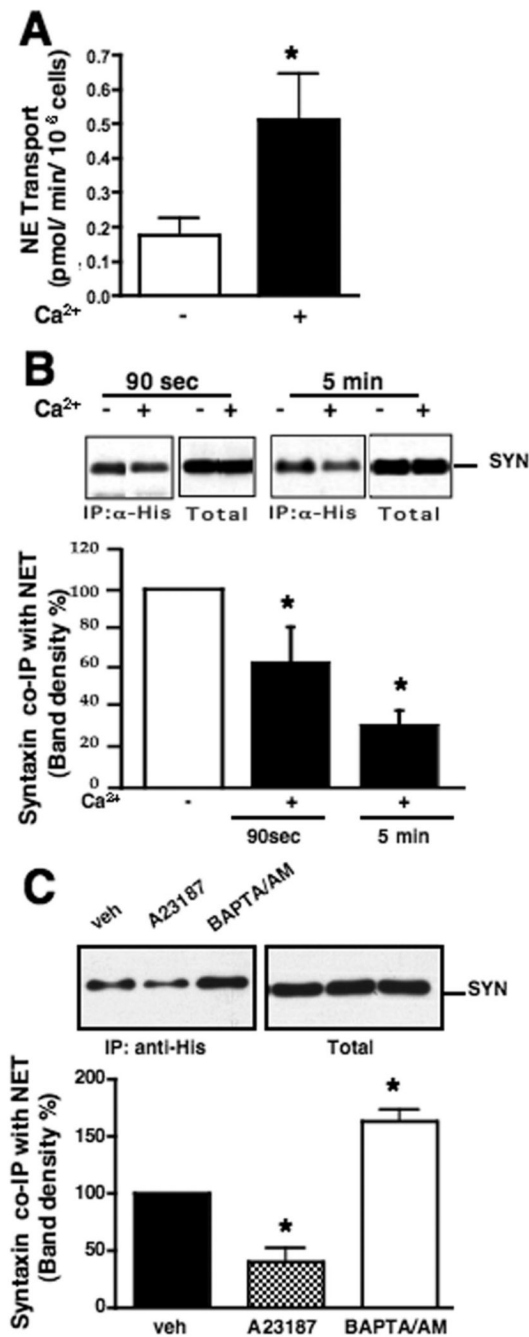 A
*
0.7
0.6
0.5
0.4
0.3
0.2
0.1
0.0
NE Transport
(pmol/ min/ 10⁶ cells)
Ca²⁺ - +
B
90 sec 5 min
Ca²⁺ - + - + - + - +
SYN
IP:α-His Total IP:α-His Total
120
100
80
60
40
20
0
Syntaxin co-IP with NET
(Band density %)
*
*
Ca²⁺ - + +
90sec 5 min
C
veh A23187 BAPTA/AM
SYN
IP: anti-His Total
200
150
100
50
0
Syntaxin co-IP with NET
(Band density %)
*
*
veh A23187 BAPTA/AM